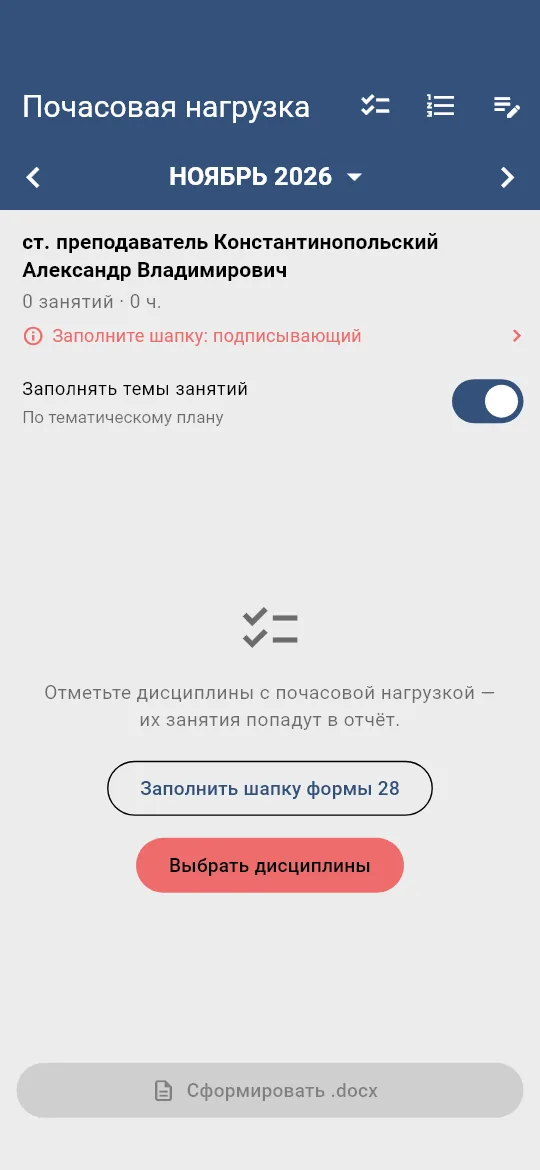 Почасовая нагрузка
НОЯБРЬ 2026
ст. преподаватель Константинопольский
Александр Владимирович
0 занятий · 0 ч.
Заполните шапку: подписывающий
Заполнять темы занятий
По тематическому плану
Отметьте дисциплины с почасовой нагрузкой —
их занятия попадут в отчёт.
Заполнить шапку формы 28
Выбрать дисциплины
Сформировать .docx